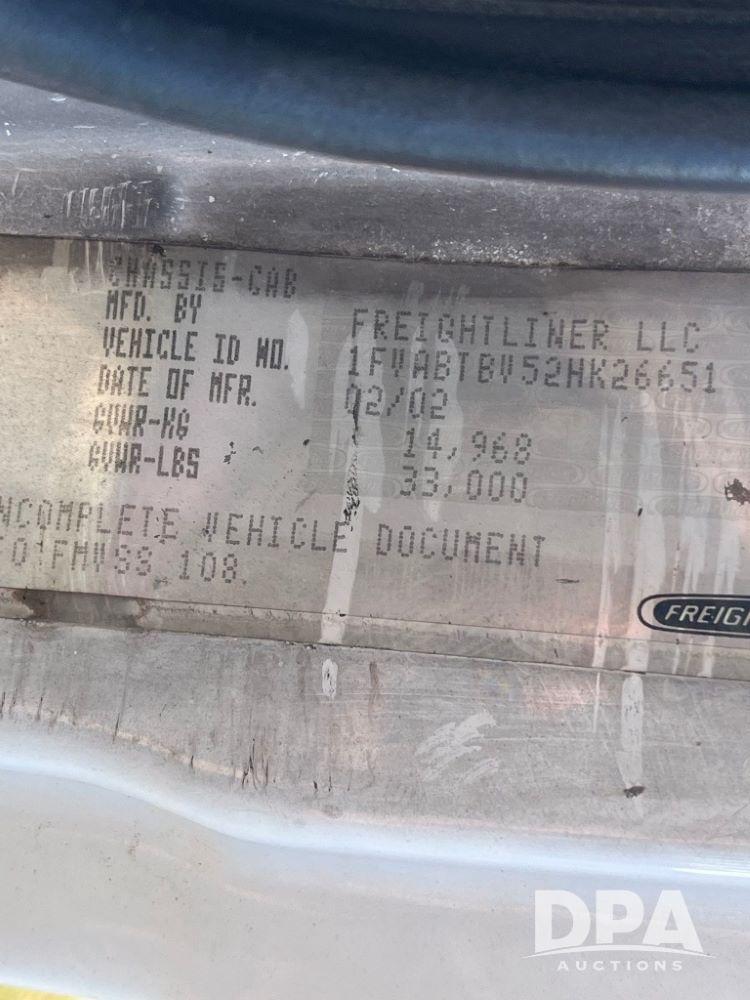 CHASSIS-CAB
MFD. BY FREIGHTLINER LLC
VEHICLE ID NO. 1FVABTBV52HK26651
DATE OF MFR. 02/02
GVWR-KG 14,968
GVWR-LBS 33,000
NCOMPLETE VEHICLE DOCUMENT
FMVSS 108.
FREIG
DPA
AUCTIONS